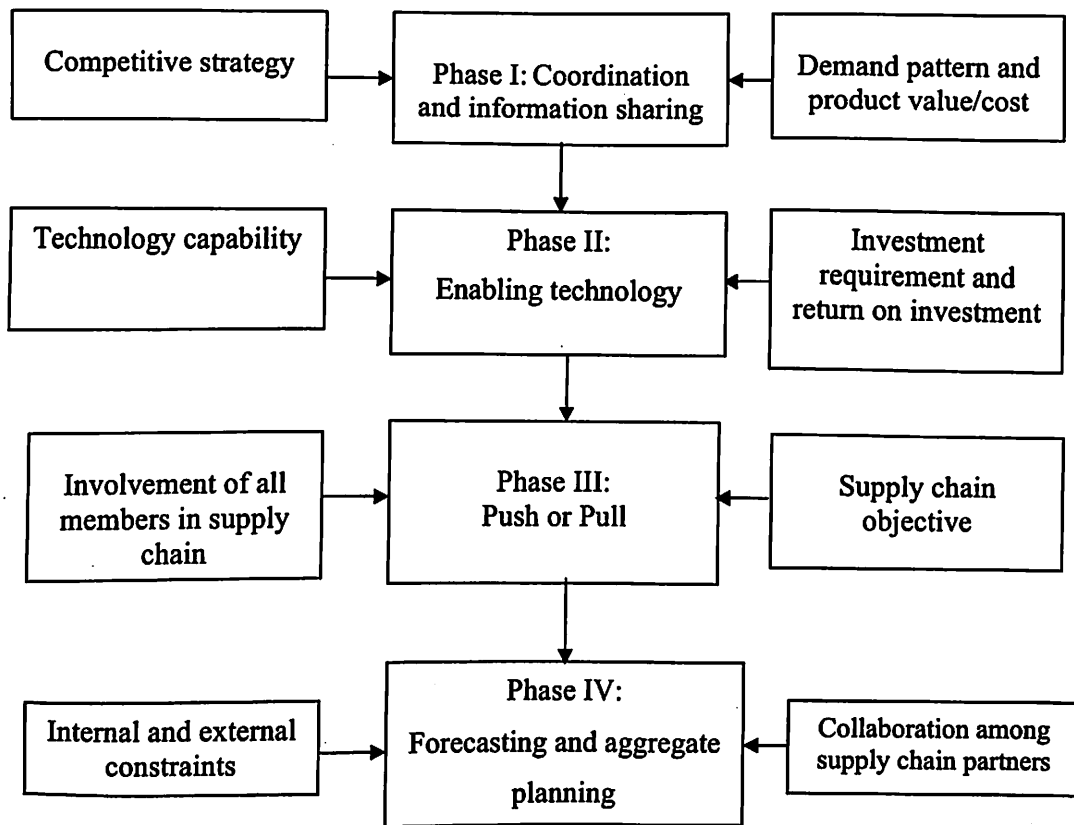 Competitive strategy
Phase I: Coordination
and information sharing
Demand pattern and
product value/cost
Technology capability
Phase II:
Enabling technology
Investment
requirement and
return on investment
Involvement of all
members in supply
chain
Phase III:
Push or Pull
Supply chain
objective
Internal and external
constraints
Phase IV:
Forecasting and aggregate
planning
Collaboration among
supply chain partners